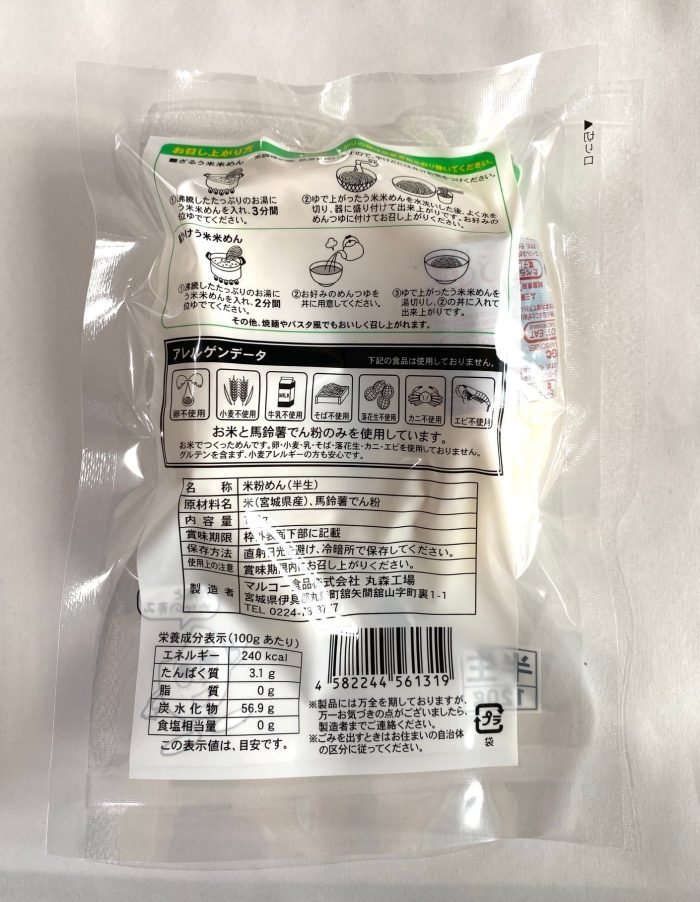 ▲切り口
お召し上がり方
■ざるう米米めん
①沸騰したたっぷりのお湯に
う米米めんを入れ、3分間
位ゆでてください。
②ゆで上がったう米米めんを水洗いした後、よく水を
切り、器に盛り付けて出来上がりです。お好みの
めんつゆに付けてお召し上がりください。
かけう米米めん
①沸騰したたっぷりのお湯に
う米米めんを入れ、2分間
位ゆでてください。
②お好みのめんつゆを
丼に用意してください。
③ゆで上がったう米米めんを
湯切りし、②の丼に入れて
出来上がりです。
その他、焼麺やパスタ風でもおいしく召し上がれます。
アレルゲンデータ
下記の食品は使用しておりません。
MILK
卵不使用
小麦不使用
牛乳不使用
そば不使用
落花生不使用
カニ不使用
エビ不使用
お米と馬鈴薯でん粉のみを使用しています。
お米でつくっためんです。卵・小麦・乳・そば・落花生・カニ・エビを使用しておりません。
グルテンを含まず、小麦アレルギーの方も安心です。
名称 米粉めん(半生)
原材料名 米(宮城県産)、馬鈴薯でん粉
内容量
賞味期限 枠外表面下部に記載
保存方法 直射日光を避け、冷暗所で保存してください。
使用上の注意 賞味期限内にお召し上がりください。
製造者 マルコー食品株式会社 丸森工場
宮城県伊具郡丸森町舘矢間舘山字町裏1-1
TEL 0224-
栄養成分表示(100gあたり)
エネルギー 240kcal
たんぱく質 3.1g
脂質 0g
炭水化物 56.9g
食塩相当量 0g
この表示値は、目安です。
4 582244 561319
※製品には万全を期しておりますが、
万一お気づきの点がございましたら、
製造者までご連絡ください。
※ごみを出すときはお住まいの自治体
の区分に従ってください。
プラ
袋
半生
120g